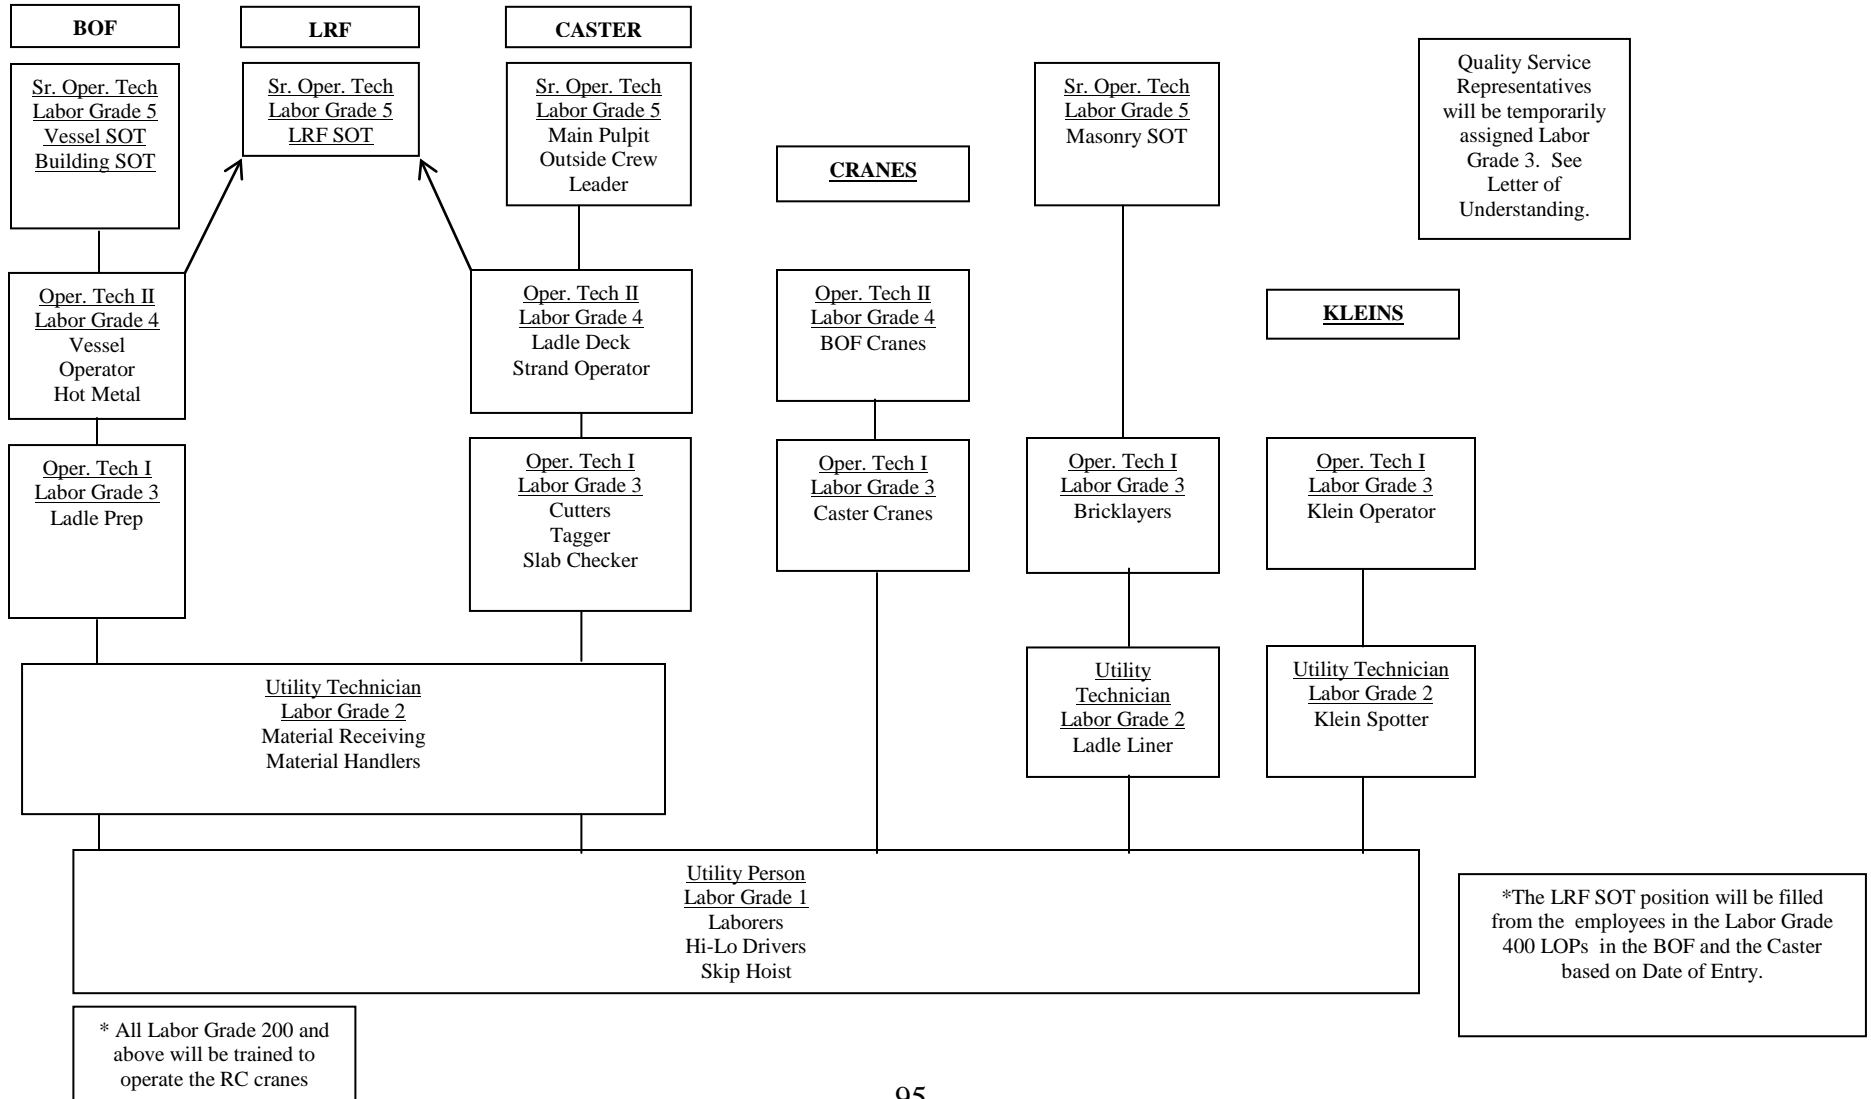 BOF
LRF
CASTER
Sr. Oper. Tech
Labor Grade 5
Vessel SOT
Building SOT
Sr. Oper. Tech
Labor Grade 5
LRF SOT
Sr. Oper. Tech
Labor Grade 5
Main Pulpit
Outside Crew
Leader
CRANES
Sr. Oper. Tech
Labor Grade 5
Masonry SOT
Quality Service
Representatives
will be temporarily
assigned Labor
Grade 3. See
Letter of
Understanding.
Oper. Tech II
Labor Grade 4
Vessel
Operator
Hot Metal
Oper. Tech II
Labor Grade 4
Ladle Deck
Strand Operator
Oper. Tech II
Labor Grade 4
BOF Cranes
KLEINS
Oper. Tech I
Labor Grade 3
Ladle Prep
Oper. Tech I
Labor Grade 3
Cutters
Tagger
Slab Checker
Oper. Tech I
Labor Grade 3
Caster Cranes
Oper. Tech I
Labor Grade 3
Bricklayers
Oper. Tech I
Labor Grade 3
Klein Operator
Utility Technician
Labor Grade 2
Material Receiving
Material Handlers
Utility
Technician
Labor Grade 2
Ladle Liner
Utility Technician
Labor Grade 2
Klein Spotter
Utility Person
Labor Grade 1
Laborers
Hi-Lo Drivers
Skip Hoist
*The LRF SOT position will be filled
from the employees in the Labor Grade
400 LOPs in the BOF and the Caster
based on Date of Entry.
* All Labor Grade 200 and
above will be trained to
operate the RC cranes
95